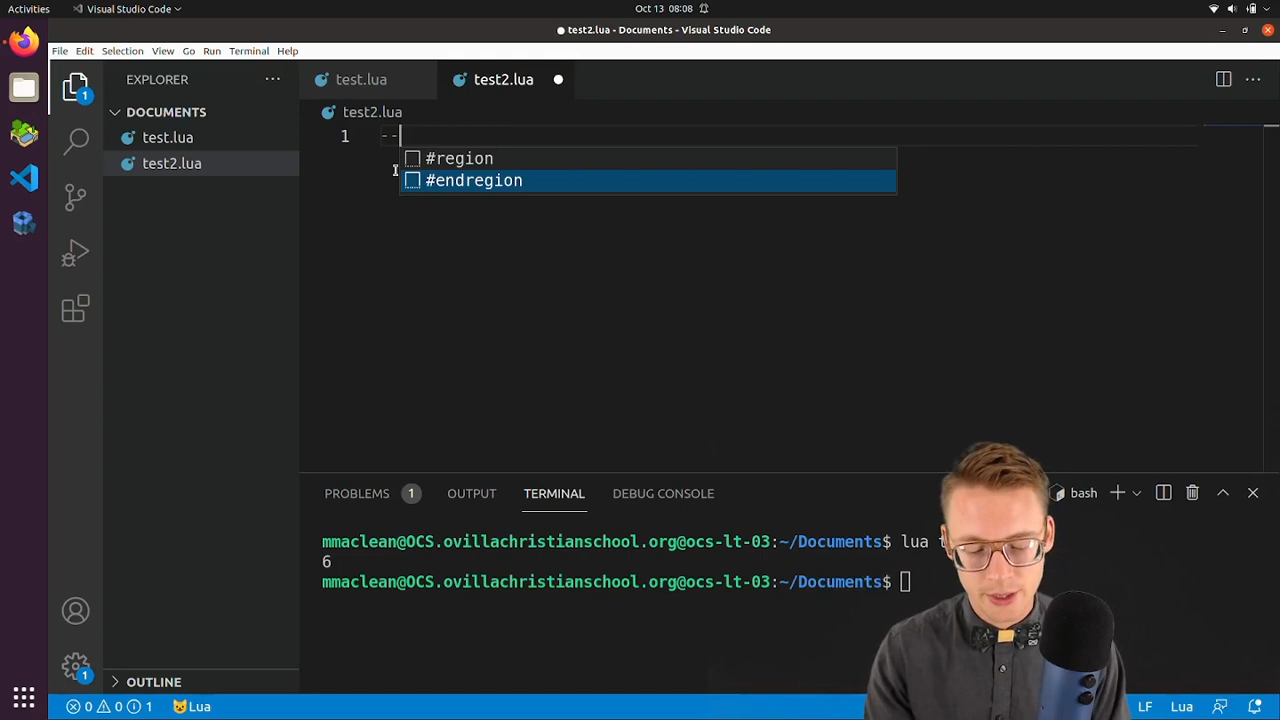 Activities
Visual Studio Code
Oct 13 08:08
test2.lua - Documents - Visual Studio Code
File Edit Selection View Go Run Terminal Help
1
EXPLORER
DOCUMENTS
test.lua
test2.lua
OUTLINE
1
test.lua
test2.lua
test2.lua
1 --
#region
#endregion
PROBLEMS 1 OUTPUT TERMINAL DEBUG CONSOLE
bash
mmaclean@OCS.ovillachristianschool.org@ocs-lt-03:~/Documents$ lua
6
mmaclean@OCS.ovillachristianschool.org@ocs-lt-03:~/Documents$
0 0 1 Lua
LF Lua